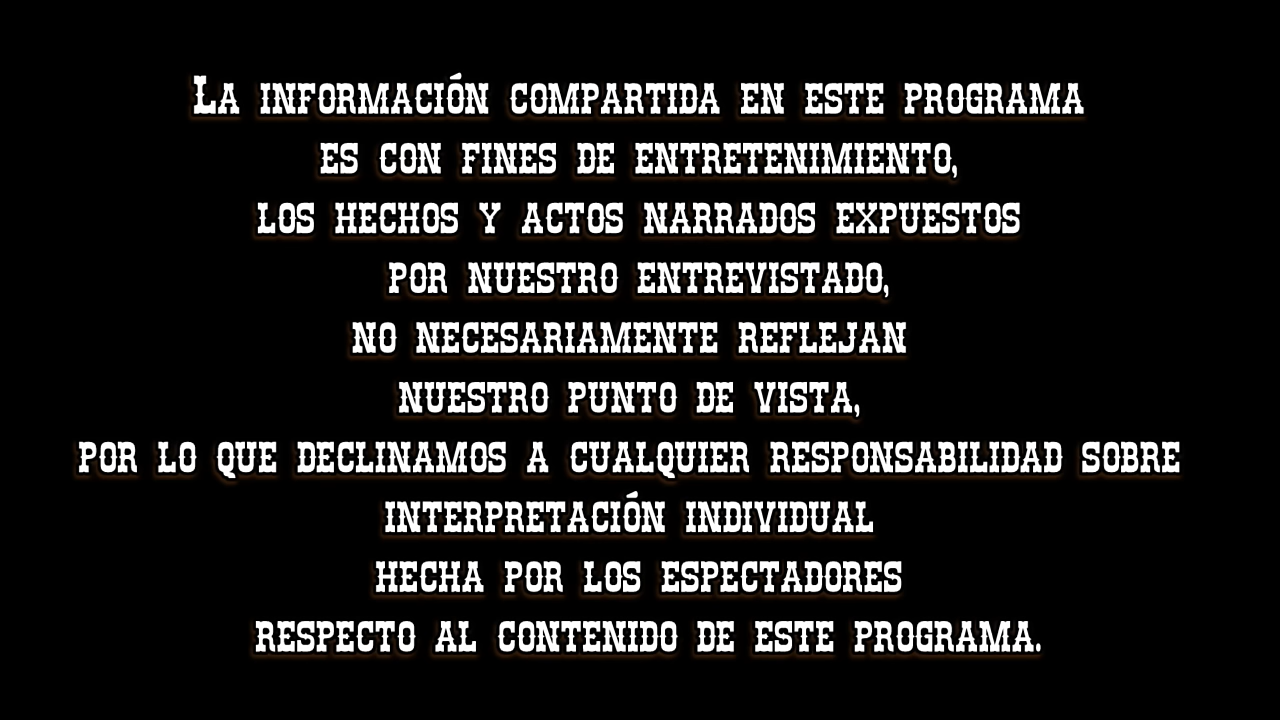 La información compartida en este programa
es con fines de entretenimiento,
los hechos y actos narrados expuestos
por nuestro entrevistado,
no necesariamente reflejan
nuestro punto de vista,
por lo que declinamos a cualquier responsabilidad sobre
interpretación individual
hecha por los espectadores
respecto al contenido de este programa.